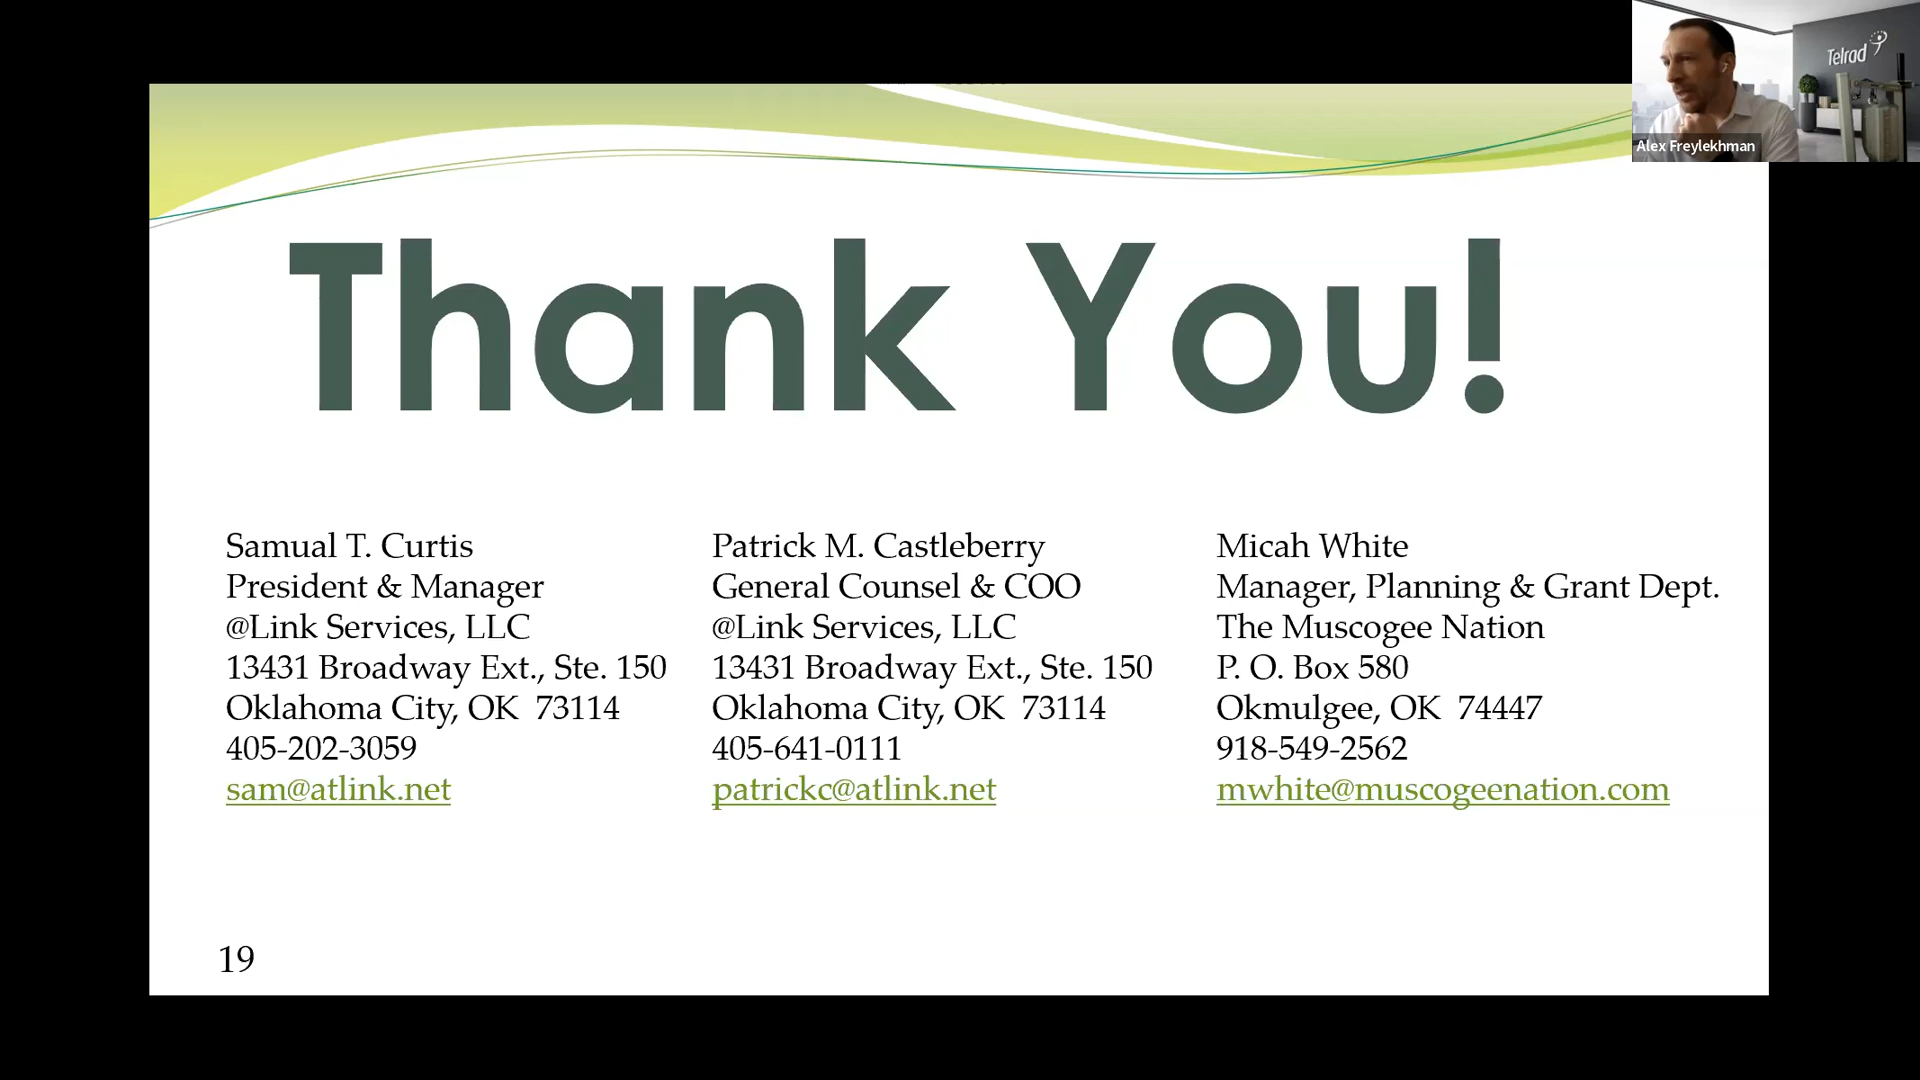 Telrad
Alex Freylekhman
Thank You!
Samual T. Curtis
President & Manager
@Link Services, LLC
13431 Broadway Ext., Ste. 150
Oklahoma City, OK  73114
405-202-3059
sam@atlink.net
Patrick M. Castleberry
General Counsel & COO
@Link Services, LLC
13431 Broadway Ext., Ste. 150
Oklahoma City, OK  73114
405-641-0111
patrickc@atlink.net
Micah White
Manager, Planning & Grant Dept.
The Muscogee Nation
P. O. Box 580
Okmulgee, OK  74447
918-549-2562
mwhite@muscogeenation.com
19